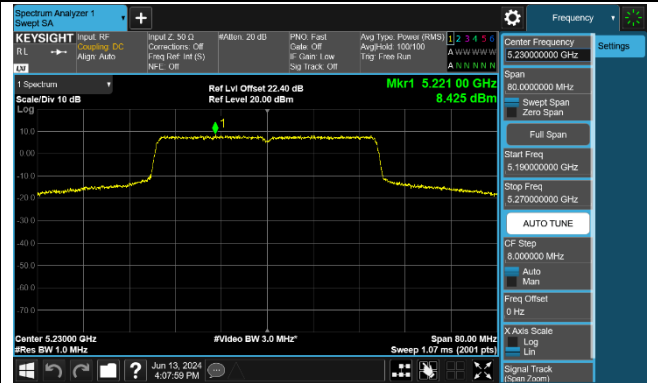 Spectrum Analyzer 1
Swept SA
Frequency
KEYSIGHT
RL
LXI
Input: RF
Coupling: DC
Align: Auto
Input Z: 50 Ω
Corrections: Off
Freq Ref: Int (S)
NFE: Off
#Atten: 20 dB
PNO: Fast
Gate: Off
IF Gain: Low
Sig Track: Off
Avg Type: Power (RMS)
Avg|Hold: 100/100
Trig: Free Run
1 2 3 4 5 6
A W W W W W
A N N N N N
1 Spectrum
Scale/Div 10 dB
Log
Ref Lvl Offset 22.40 dB
Ref Level 20.00 dBm
Mkr1 5.221 00 GHz
8.425 dBm
1
10.0
0.00
-10.0
-20.0
-30.0
-40.0
-50.0
-60.0
-70.0
Center 5.23000 GHz
#Res BW 1.0 MHz
#Video BW 3.0 MHz*
Span 80.00 MHz
Sweep 1.07 ms (2001 pts)
Center Frequency
5.230000000 GHz
Span
80.0000000 MHz
Swept Span
Zero Span
Full Span
Start Freq
5.190000000 GHz
Stop Freq
5.270000000 GHz
AUTO TUNE
CF Step
8.000000 MHz
Auto
Man
Freq Offset
0 Hz
X Axis Scale
Log
Lin
Signal Track
(Span Zoom)
Settings
?
Jun 13, 2024
4:07:59 PM